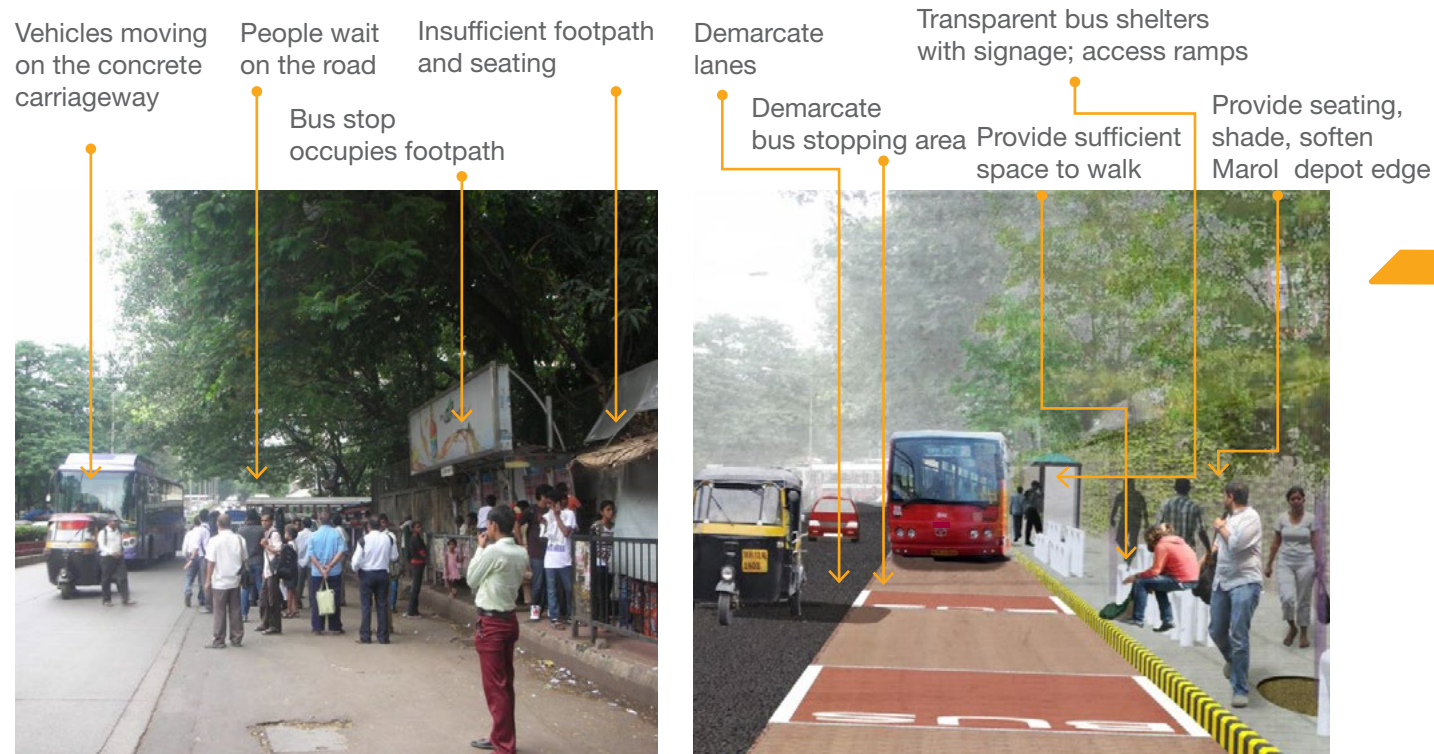 Vehicles moving
on the concrete
carriageway
People wait
on the road
Insufficient footpath
and seating
Bus stop
occupies footpath
Demarcate
lanes
Demarcate
bus stopping area
Transparent bus shelters
with signage; access ramps
Provide sufficient
space to walk
Provide seating,
shade, soften
Marol depot edge
BUS